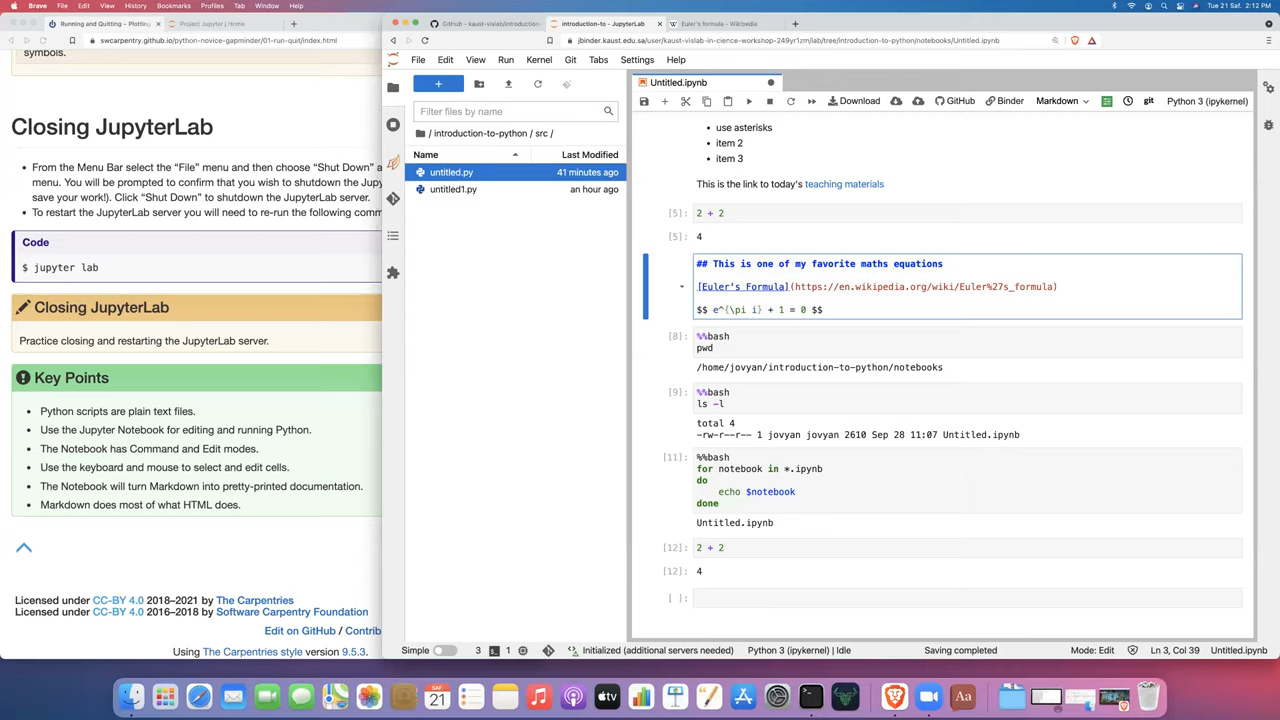 Brave File Edit View History Bookmarks Profiles Tab Window Help
Tue 21 Saf. 2:12 PM
Running and Quitting – Plotting
Project Jupyter | Home
swcarpentry.github.io/python-novice-gapminder/01-run-quit/index.html
symbols.
Closing JupyterLab
From the Menu Bar select the “File” menu and then choose “Shut Down” a
menu. You will be prompted to confirm that you wish to shutdown the Jupy
save your work!). Click “Shut Down” to shutdown the JupyterLab server.
To restart the JupyterLab server you will need to re-run the following comm
Code
$ jupyter lab
Closing JupyterLab
Practice closing and restarting the JupyterLab server.
Key Points
Python scripts are plain text files.
Use the Jupyter Notebook for editing and running Python.
The Notebook has Command and Edit modes.
Use the keyboard and mouse to select and edit cells.
The Notebook will turn Markdown into pretty-printed documentation.
Markdown does most of what HTML does.
Licensed under CC-BY 4.0 2018–2021 by The Carpentries
Licensed under CC-BY 4.0 2016–2018 by Software Carpentry Foundation
Edit on GitHub / Contrib
Using The Carpentries style version 9.5.3.
GitHub – kaust-vislab/introduction-
introduction-to – JupyterLab
Euler's formula – Wikipedia
jbinder.kaust.edu.sa/user/kaust-vislab-in-cience-workshop-249yr1zm/lab/tree/introduction-to-python/notebooks/Untitled.ipynb
File Edit View Run Kernel Git Tabs Settings Help
Filter files by name
/ introduction-to-python / src /
Name Last Modified
untitled.py 41 minutes ago
untitled1.py an hour ago
Untitled.ipynb
Download GitHub Binder Markdown git Python 3 (ipykernel)
use asterisks
item 2
item 3
This is the link to today's teaching materials
[5]: 2 + 2
[5]: 4
## This is one of my favorite maths equations
[Euler's Formula](https://en.wikipedia.org/wiki/Euler%27s_formula)
$$ e^{\pi i} + 1 = 0 $$
[8]: %%bash
pwd
/home/jovyan/introduction-to-python/notebooks
[9]: %%bash
ls -l
total 4
-rw-r--r-- 1 jovyan jovyan 2610 Sep 28 11:07 Untitled.ipynb
[11]: %%bash
for notebook in *.ipynb
do
echo $notebook
done
Untitled.ipynb
[12]: 2 + 2
[12]: 4
[ ]:
Simple 3 1 Initialized (additional servers needed) Python 3 (ipykernel) | Idle Saving completed Mode: Edit Ln 3, Col 39 Untitled.ipynb
SAF.
21
tv
Aa